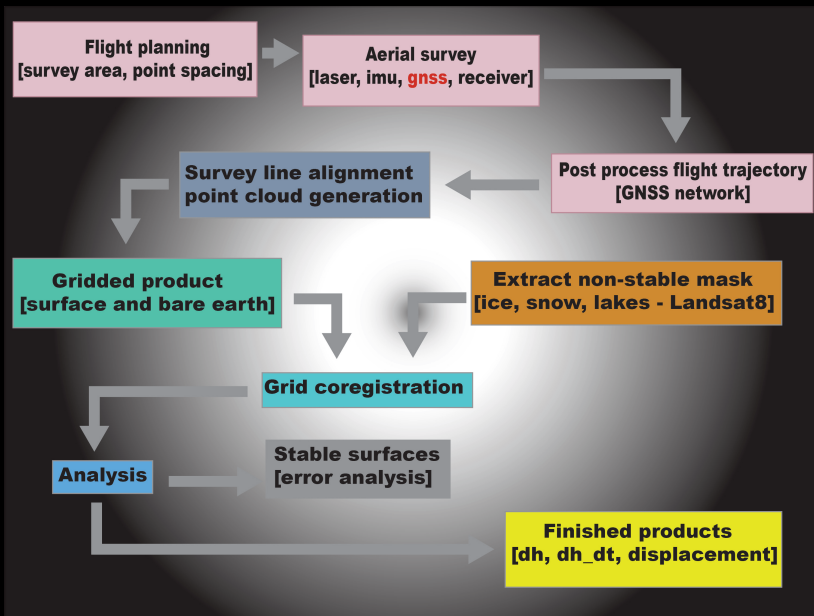 Flight planning
[survey area, point spacing]
Aerial survey
[laser, imu, gnss, receiver]
Post process flight trajectory
[GNSS network]
Survey line alignment
point cloud generation
Gridded product
[surface and bare earth]
Extract non-stable mask
[ice, snow, lakes - Landsat8]
Grid coregistration
Stable surfaces
[error analysis]
Analysis
Finished products
[dh, dh_dt, displacement]